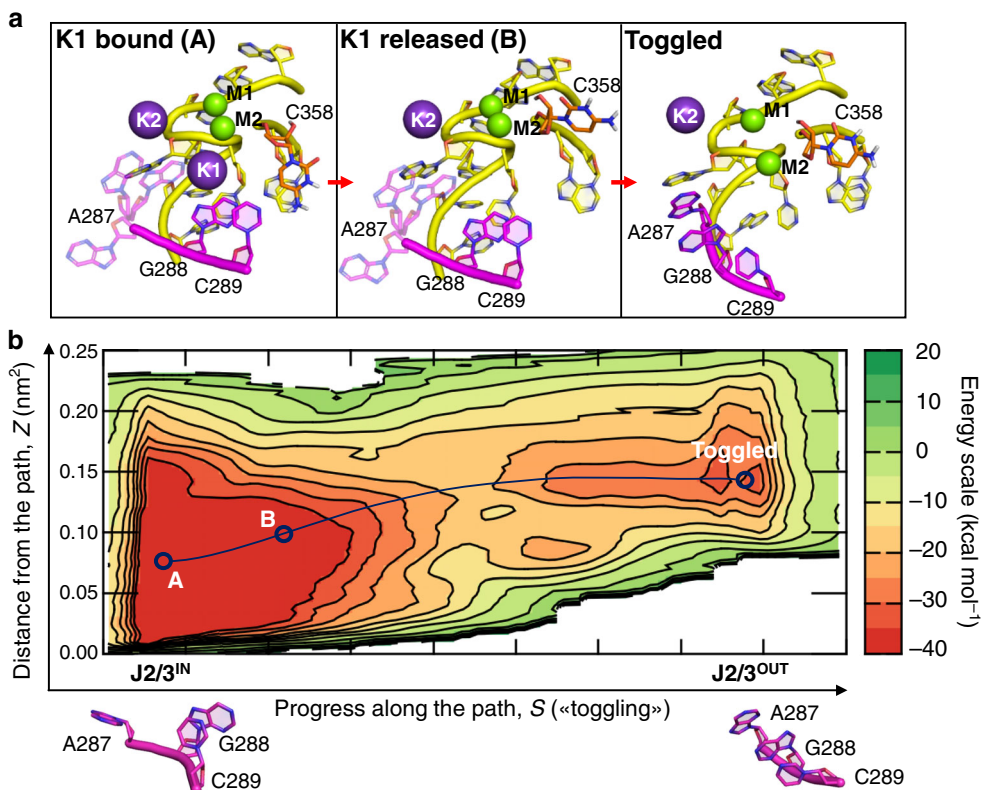 a
K1 bound (A)
K1 released (B)
Toggled
K2
M1
M2
C358
K1
A287
G288
C289
K2
M1
M2
C358
A287
G288
C289
K2
M1
M2
C358
A287
G288
C289
b
Distance from the path, Z (nm²)
0.25
0.20
0.15
0.10
0.05
0.00
A
B
Toggled
20
10
0
−10
−20
−30
−40
Energy scale (kcal mol⁻¹)
J2/3ᴵᴺ
J2/3ᴼᵁᵀ
Progress along the path, S («toggling»)
A287
G288
C289
A287
G288
C289